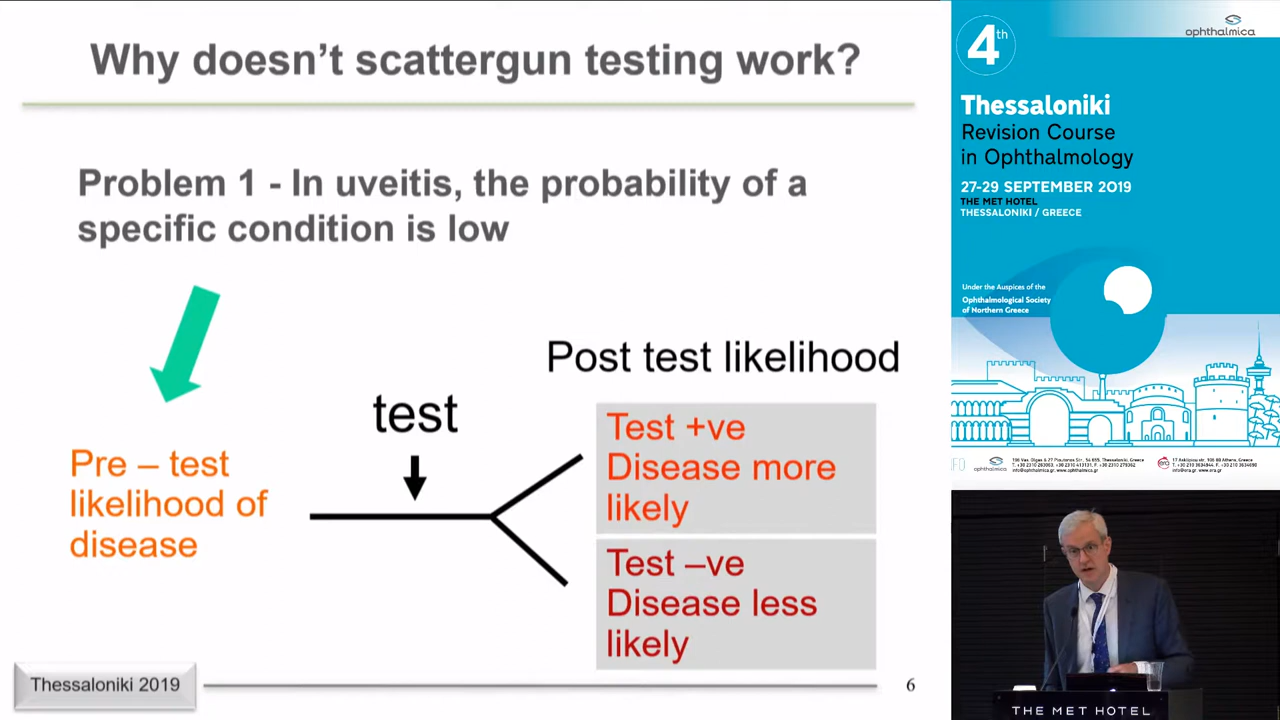 Why doesn't scattergun testing work?
Problem 1 - In uveitis, the probability of a
specific condition is low
Post test likelihood
test
Pre – test
likelihood of
disease
Test +ve
Disease more
likely
Test –ve
Disease less
likely
Thessaloniki 2019
6
ophthalmica
4th
Thessaloniki
Revision Course
in Ophthalmology
27-29 SEPTEMBER 2019
THE MET HOTEL
THESSALONIKI / GREECE
Under the Auspices of the
Ophthalmological Society
of Northern Greece
ophthalmica
THE MET HOTEL